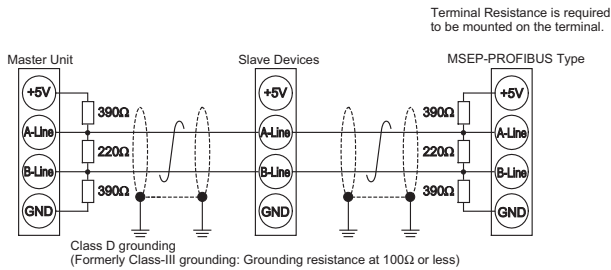 Terminal Resistance is required
to be mounted on the terminal.
Master Unit
Slave Devices
MSEP-PROFIBUS Type
+5V
390Ω
A-Line
220Ω
B-Line
390Ω
GND
+5V
A-Line
B-Line
GND
390Ω
+5V
A-Line
220Ω
B-Line
390Ω
GND
Class D grounding
(Formerly Class-III grounding: Grounding resistance at 100Ω or less)